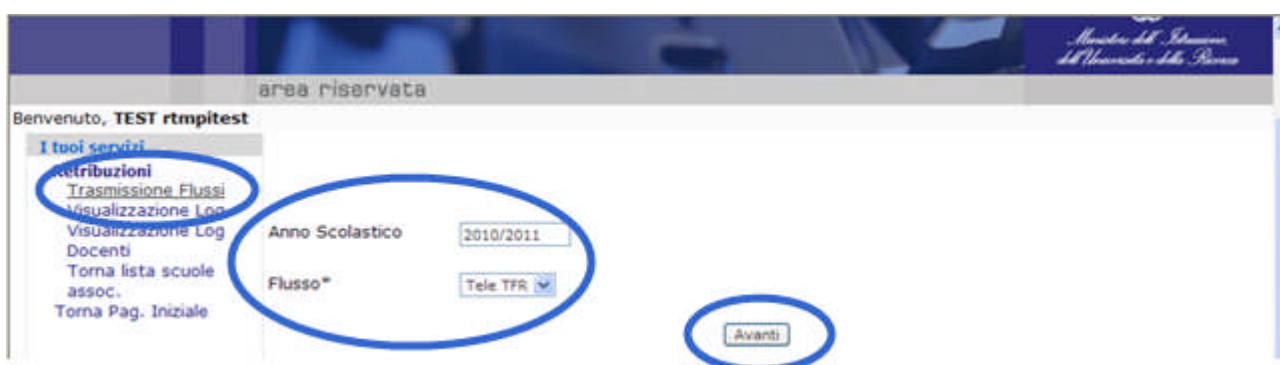 Ministero dell'Istruzione,
dell'Università e della Ricerca
area riservata
Benvenuto, TEST rtmpitest
I tuoi servizi
Retribuzioni
Trasmissione Flussi
Visualizzazione Log
Visualizzazione Log
Docenti
Torna lista scuole
assoc.
Torna Pag. Iniziale
Anno Scolastico 2010/2011
Flusso* Tele TFR
Avanti